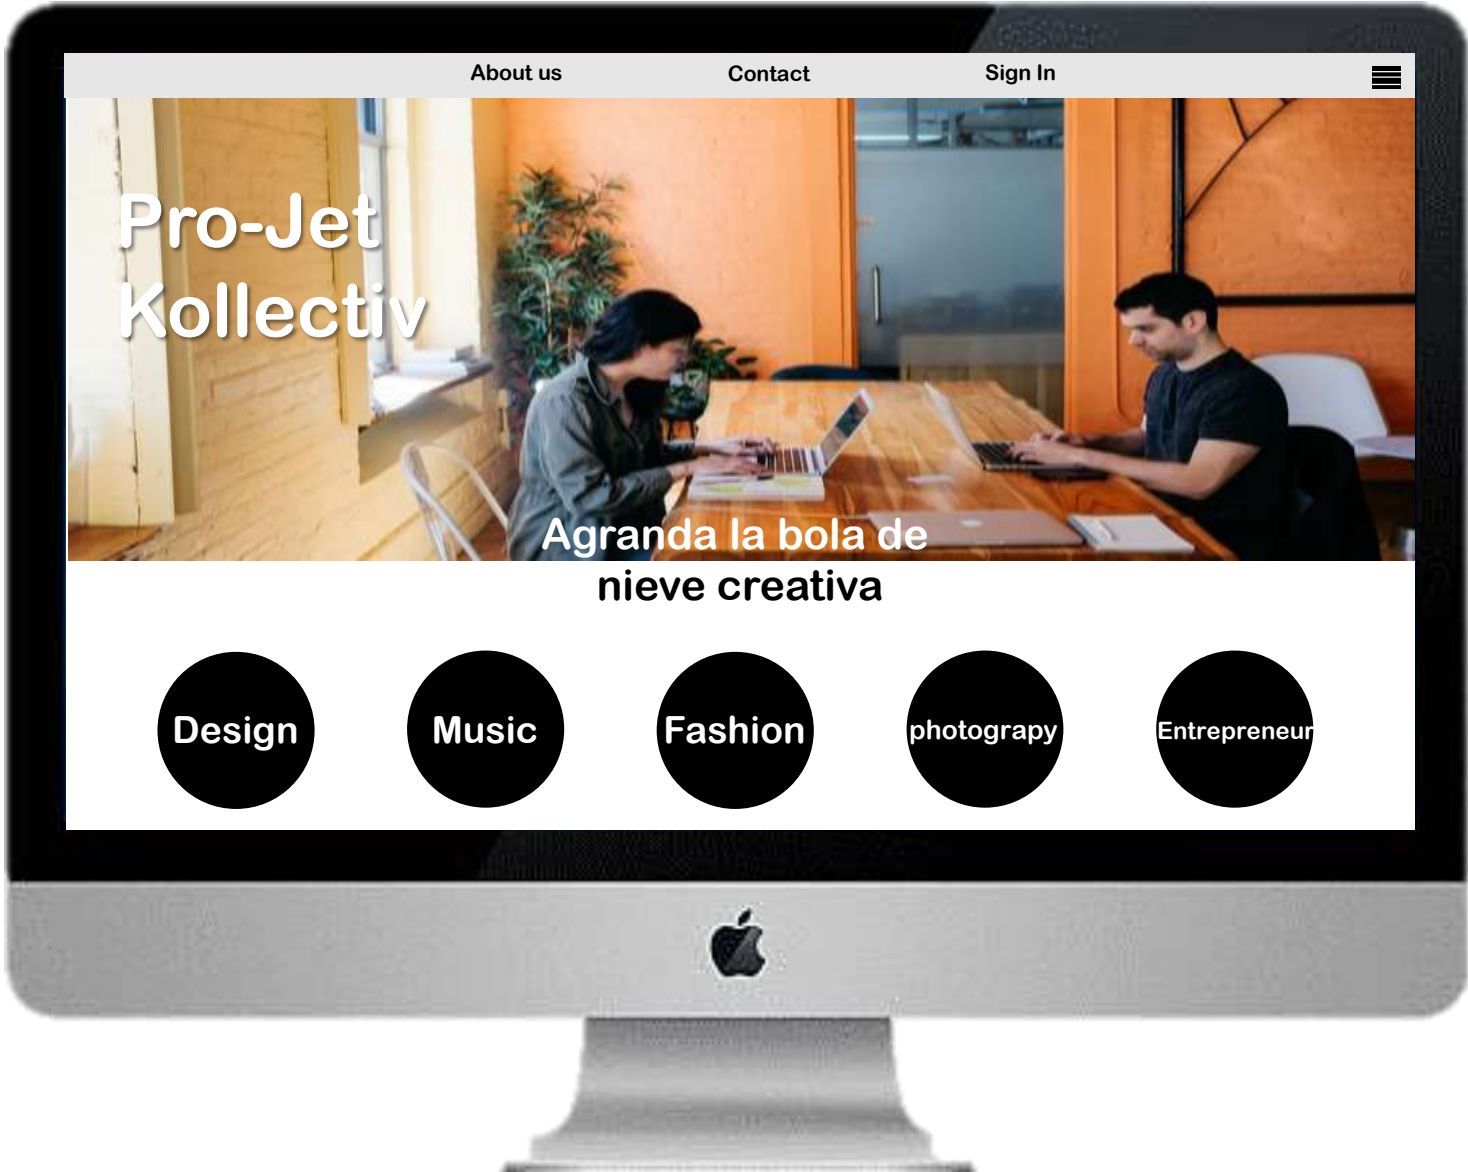 About us
Contact
Sign In
Pro-Jet
Kollectiv
Agranda la bola de
nieve creativa
Design
Music
Fashion
photograpy
Entrepreneur